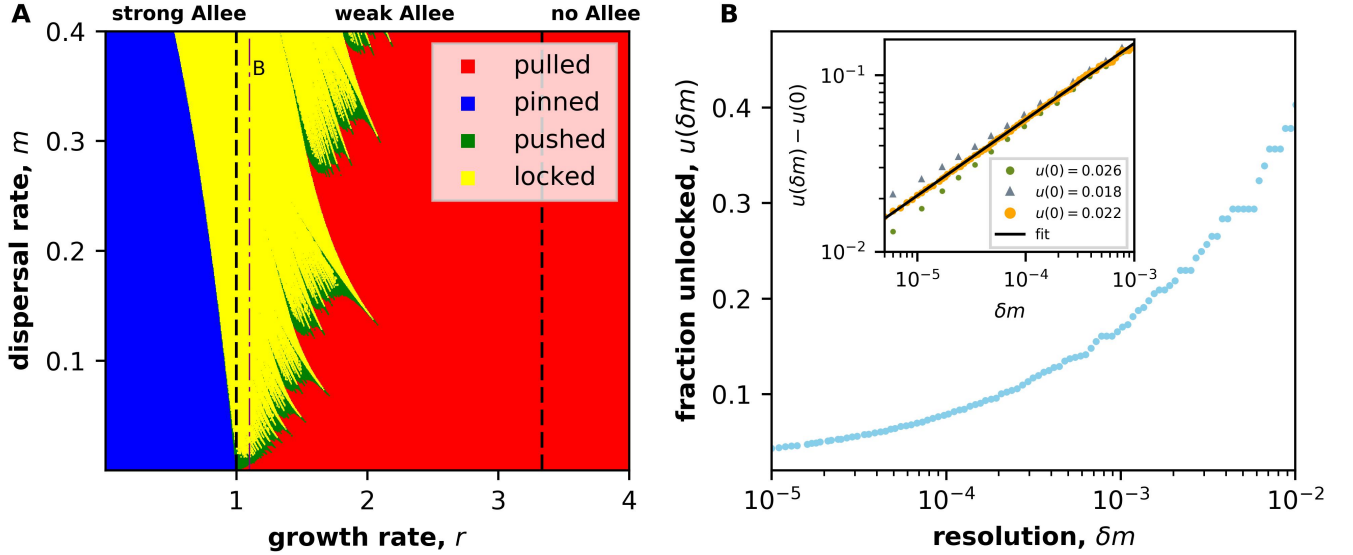 A
strong Allee
weak Allee
no Allee
B
pulled
pinned
pushed
locked
0.4
0.3
0.2
0.1
1
2
3
4
dispersal rate, m
growth rate, r
B
0.4
0.3
0.2
0.1
10⁻⁵
10⁻⁴
10⁻³
10⁻²
fraction unlocked, u(δm)
resolution, δm
10⁻¹
10⁻²
10⁻⁵
10⁻⁴
10⁻³
u(δm) − u(0)
δm
u(0) = 0.026
u(0) = 0.018
u(0) = 0.022
fit